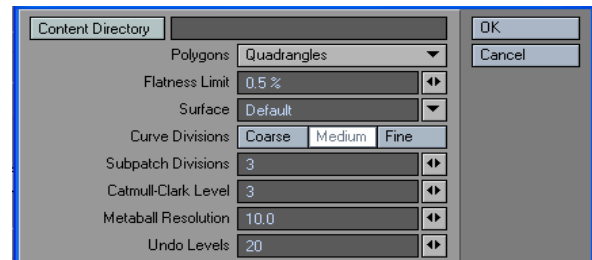 Content Directory OK
Polygons Quadrangles Cancel
Flatness Limit 0.5 %
Surface Default
Curve Divisions Coarse Medium Fine
Subpatch Divisions 3
Catmull-Clark Level 3
Metaball Resolution 10.0
Undo Levels 20